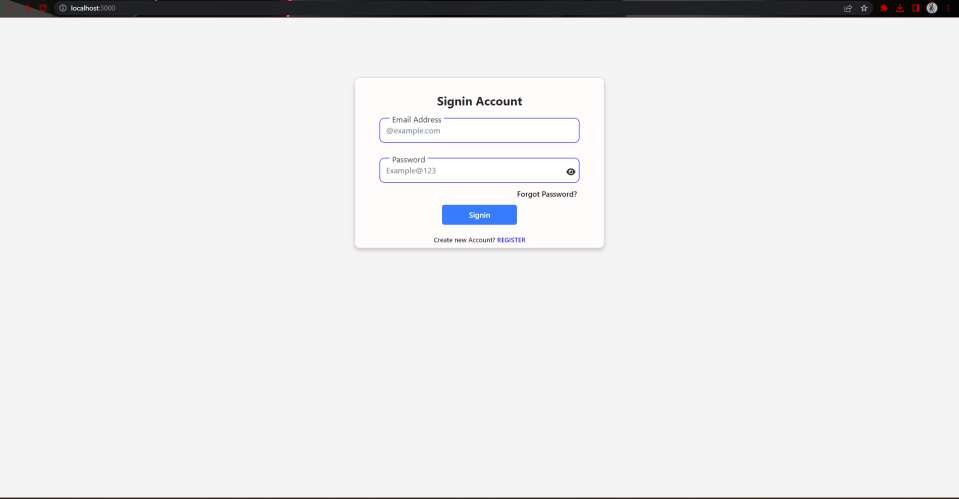 localhost:3000
Signin Account
Email Address
@example.com
Password
Example@123
Forgot Password?
Signin
Create new Account? REGISTER